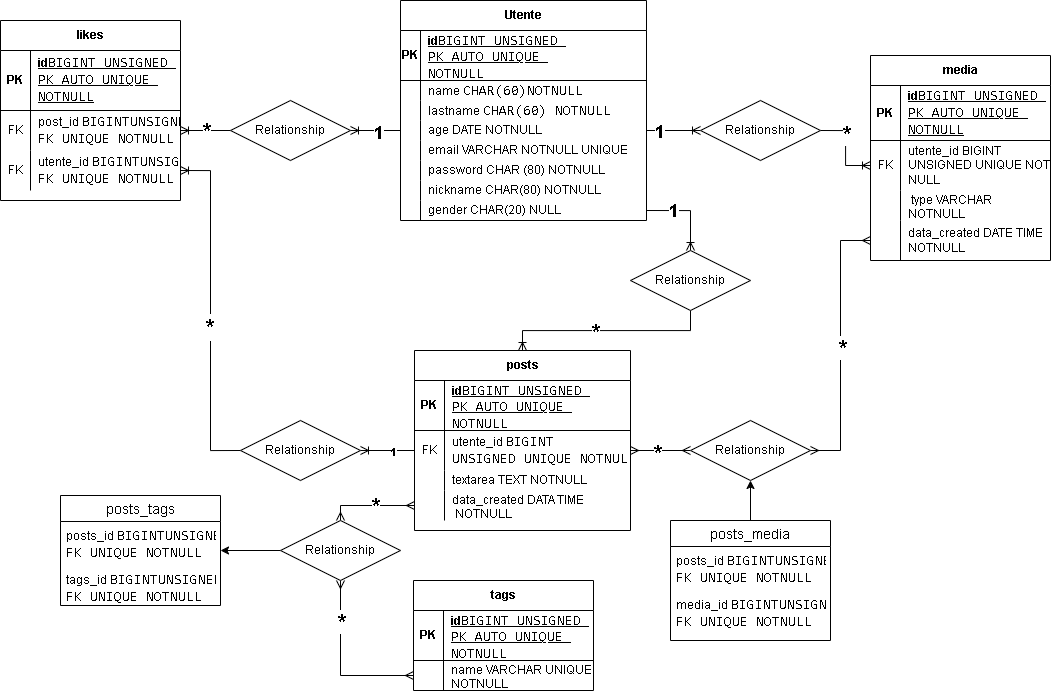 likes
PK
idBIGINT UNSIGNED
PK AUTO UNIQUE
NOTNULL
FK
post_id BIGINTUNSIGNE
FK UNIQUE NOTNULL
FK
utente_id BIGINTUNSIG
FK UNIQUE NOTNULL
*
Relationship
1
Utente
PK
idBIGINT UNSIGNED
PK AUTO UNIQUE
NOTNULL
name CHAR(60)NOTNULL
lastname CHAR(60) NOTNULL
age DATE NOTNULL
email VARCHAR NOTNULL UNIQUE
password CHAR (80) NOTNULL
nickname CHAR(80) NOTNULL
gender CHAR(20) NULL
1
Relationship
*
media
PK
idBIGINT UNSIGNED
PK AUTO UNIQUE
NOTNULL
FK
utente_id BIGINT
UNSIGNED UNIQUE NOT
NULL
type VARCHAR
NOTNULL
data_created DATE TIME
NOTNULL
1
Relationship
*
*
*
posts
PK
idBIGINT UNSIGNED
PK AUTO UNIQUE
NOTNULL
FK
utente_id BIGINT
UNSIGNED UNIQUE NOTNUL
textarea TEXT NOTNULL
data_created DATATIME
NOTNULL
Relationship
1
*
Relationship
*
Relationship
posts_tags
posts_id BIGINTUNSIGNE
FK UNIQUE NOTNULL
tags_id BIGINTUNSIGNEI
FK UNIQUE NOTNULL
posts_media
posts_id BIGINTUNSIGNE
FK UNIQUE NOTNULL
media_id BIGINTUNSIGN
FK UNIQUE NOTNULL
*
tags
PK
idBIGINT UNSIGNED
PK AUTO UNIQUE
NOTNULL
name VARCHAR UNIQUE
NOTNULL